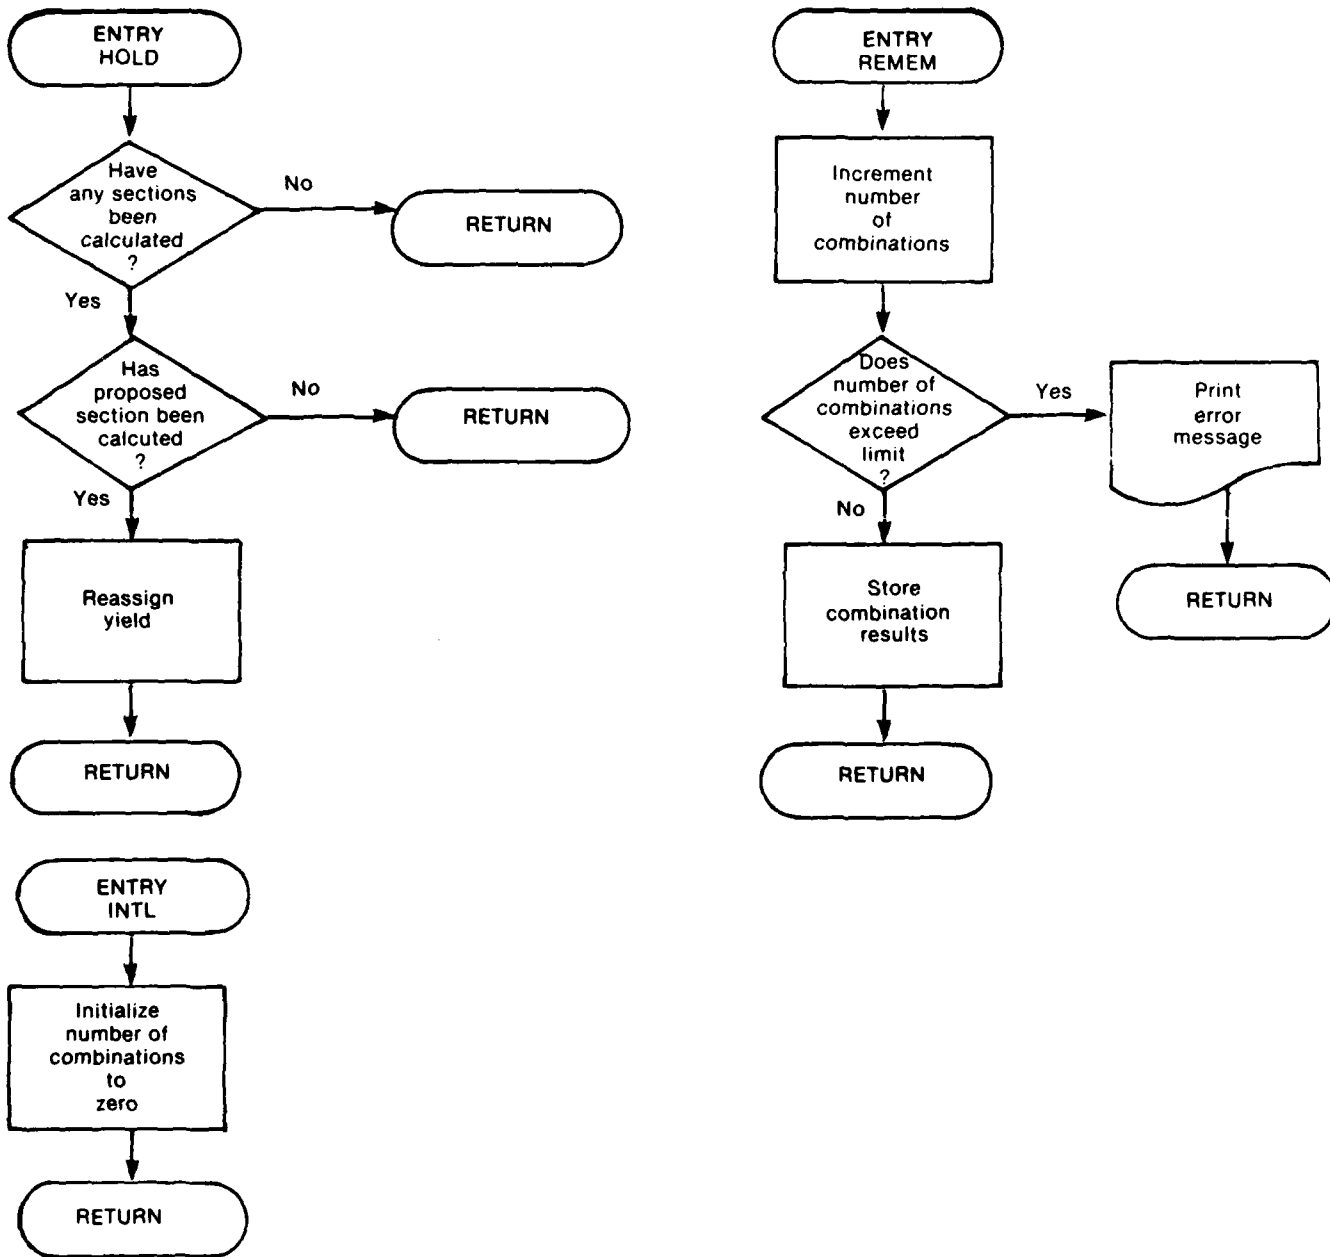 ENTRY
HOLD
Have
any sections
been
calculated
?
No
RETURN
Yes
Has
proposed
section been
calcuted
?
No
RETURN
Yes
Reassign
yield
RETURN
ENTRY
INTL
Initialize
number of
combinations
to
zero
RETURN
ENTRY
REMEM
Increment
number
of
combinations
Does
number of
combinations
exceed
limit
?
Yes
Print
error
message
RETURN
No
Store
combination
results
RETURN